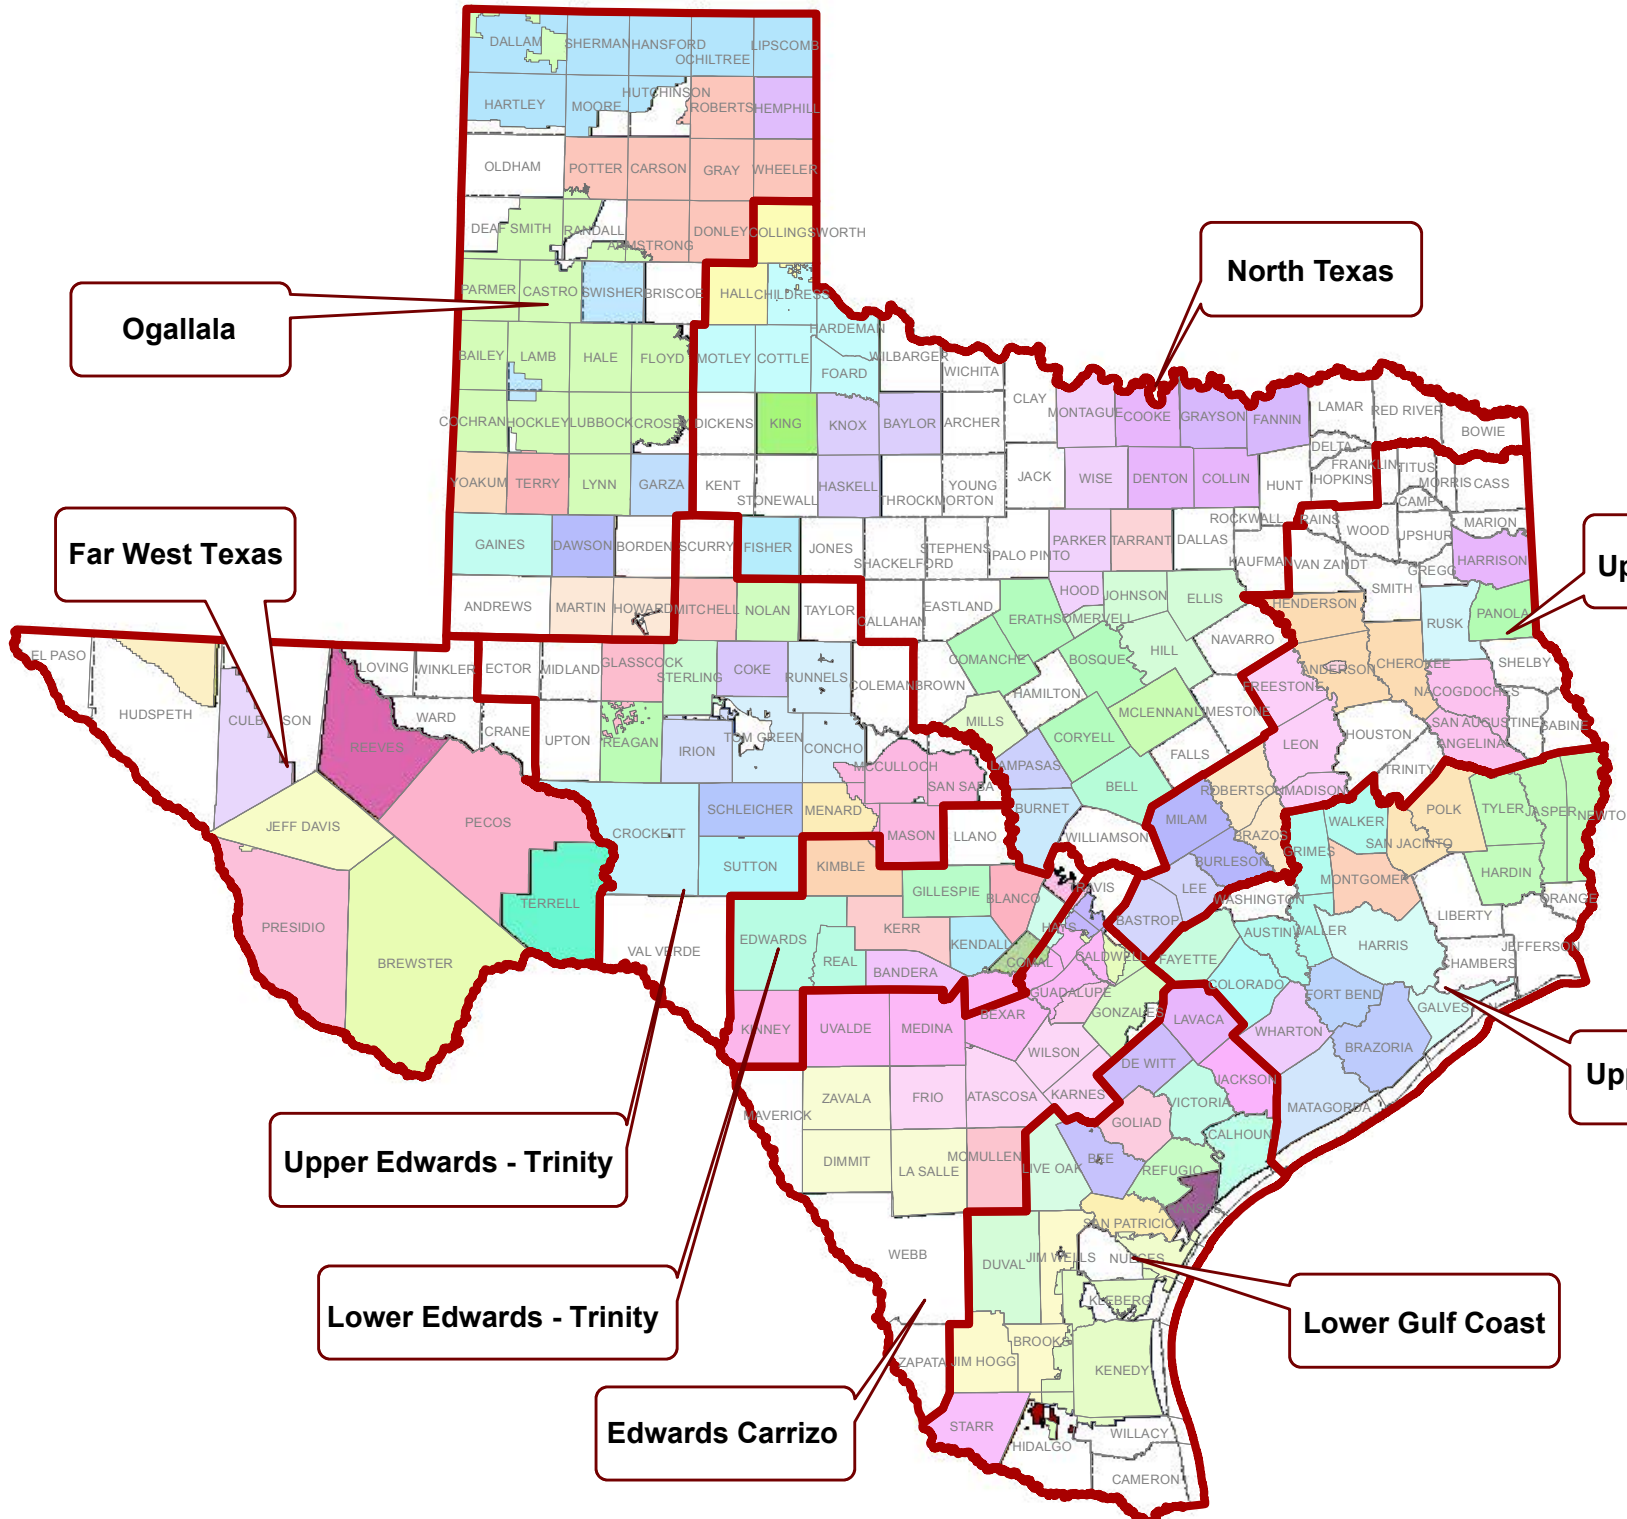 DALLAM
SHERMAN
HANSFORD
OCHILTREE
LIPSCOMB
HARTLEY
MOORE
HUTCHINSON
ROBERTS
HEMPHILL
OLDHAM
POTTER
CARSON
GRAY
WHEELER
DEAF SMITH
RANDALL
ARMSTRONG
DONLEY
COLLINGSWORTH
PARMER
CASTRO
SWISHER
BRISCOE
HALL
CHILDRESS
North Texas
Ogallala
HARDEMAN
BAILEY
LAMB
HALE
FLOYD
MOTLEY
COTTLE
FOARD
WILBARGER
WICHITA
CLAY
MONTAGUE
COOKE
GRAYSON
FANNIN
LAMAR
RED RIVER
BOWIE
COCHRAN
HOCKLEY
LUBBOCK
CROSBY
DICKENS
KING
KNOX
BAYLOR
ARCHER
DELTA
FRANKLIN
TITUS
HOPKINS
MORRIS
CASS
YOAKUM
TERRY
LYNN
GARZA
KENT
STONEWALL
HASKELL
THROCKMORTON
YOUNG
JACK
WISE
DENTON
COLLIN
HUNT
CAMP
ROCKWALL
RAINS
WOOD
UPSHUR
MARION
GAINES
DAWSON
BORDEN
SCURRY
FISHER
JONES
SHACKELFORD
STEPHENS
PALO PINTO
PARKER
TARRANT
DALLAS
KAUFMAN
VAN ZANDT
GREGG
HARRISON
Far West Texas
Up
SMITH
ANDREWS
MARTIN
HOWARD
MITCHELL
NOLAN
TAYLOR
CALLAHAN
EASTLAND
ERATH
HOOD
SOMERVELL
JOHNSON
ELLIS
HENDERSON
RUSK
PANOLA
NAVARRO
EL PASO
LOVING
WINKLER
ECTOR
MIDLAND
GLASSCOCK
STERLING
COKE
RUNNELS
COLEMAN
BROWN
COMANCHE
HAMILTON
BOSQUE
HILL
FREESTONE
ANDERSON
CHEROKEE
NACOGDOCHES
SHELBY
HUDSPETH
CULBERSON
REEVES
WARD
CRANE
UPTON
REAGAN
IRION
TOM GREEN
CONCHO
MILLS
CORYELL
MCLENNAN
LIMESTONE
LEON
HOUSTON
SAN AUGUSTINE
SABINE
ANGELINA
TRINITY
MCCULLOCH
SAN SABA
LAMPASAS
BELL
FALLS
ROBERTSON
MADISON
JEFF DAVIS
PECOS
CROCKETT
SCHLEICHER
MENARD
MASON
LLANO
BURNET
WILLIAMSON
MILAM
BRAZOS
WALKER
POLK
TYLER
JASPER
NEWTO
GRIMES
SAN JACINTO
BURLESON
MONTGOMERY
HARDIN
SUTTON
KIMBLE
GILLESPIE
BLANCO
TRAVIS
LEE
BASTROP
WASHINGTON
LIBERTY
ORANGE
TERRELL
PRESIDIO
BREWSTER
VAL VERDE
EDWARDS
REAL
KERR
KENDALL
BANDERA
COMAL
HAYS
CALDWELL
FAYETTE
AUSTIN
WALLER
HARRIS
JEFFERSON
CHAMBERS
COLORADO
FORT BEND
GUADALUPE
GONZALES
LAVACA
KINNEY
UVALDE
MEDINA
BEXAR
WILSON
WHARTON
BRAZORIA
GALVES
Upp
DE WITT
JACKSON
MATAGORDA
MAVERICK
ZAVALA
FRIO
ATASCOSA
KARNES
GOLIAD
VICTORIA
CALHOUN
Upper Edwards - Trinity
DIMMIT
LA SALLE
MCMULLEN
LIVE OAK
BEE
REFUGIO
SAN PATRICIO
WEBB
DUVAL
JIM WELLS
NUECES
KLEBERG
Lower Edwards - Trinity
Lower Gulf Coast
ZAPATA
JIM HOGG
BROOKS
KENEDY
Edwards Carrizo
STARR
HIDALGO
WILLACY
CAMERON